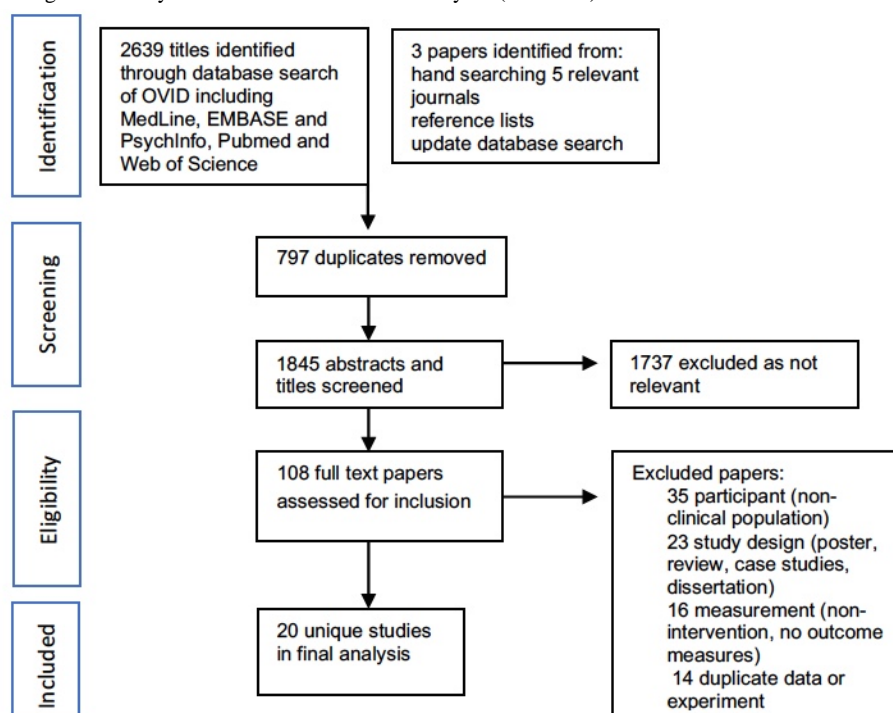 Identification
2639 titles identified
through database search
of OVID including
MedLine, EMBASE and
PsychInfo, Pubmed and
Web of Science
3 papers identified from:
hand searching 5 relevant
journals
reference lists
update database search
Screening
797 duplicates removed
1845 abstracts and
titles screened
1737 excluded as not
relevant
Eligibility
108 full text papers
assessed for inclusion
Excluded papers:
35 participant (non-
clinical population)
23 study design (poster,
review, case studies,
dissertation)
16 measurement (non-
intervention, no outcome
measures)
14 duplicate data or
experiment
Included
20 unique studies
in final analysis